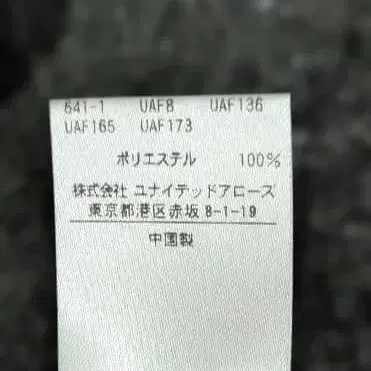 641-1 UAF8 UAF136
UAF165 UAF173
ポリエステル 100%
株式会社 ユナイテッドアローズ
東京都港区赤坂 8-1-19
中国製